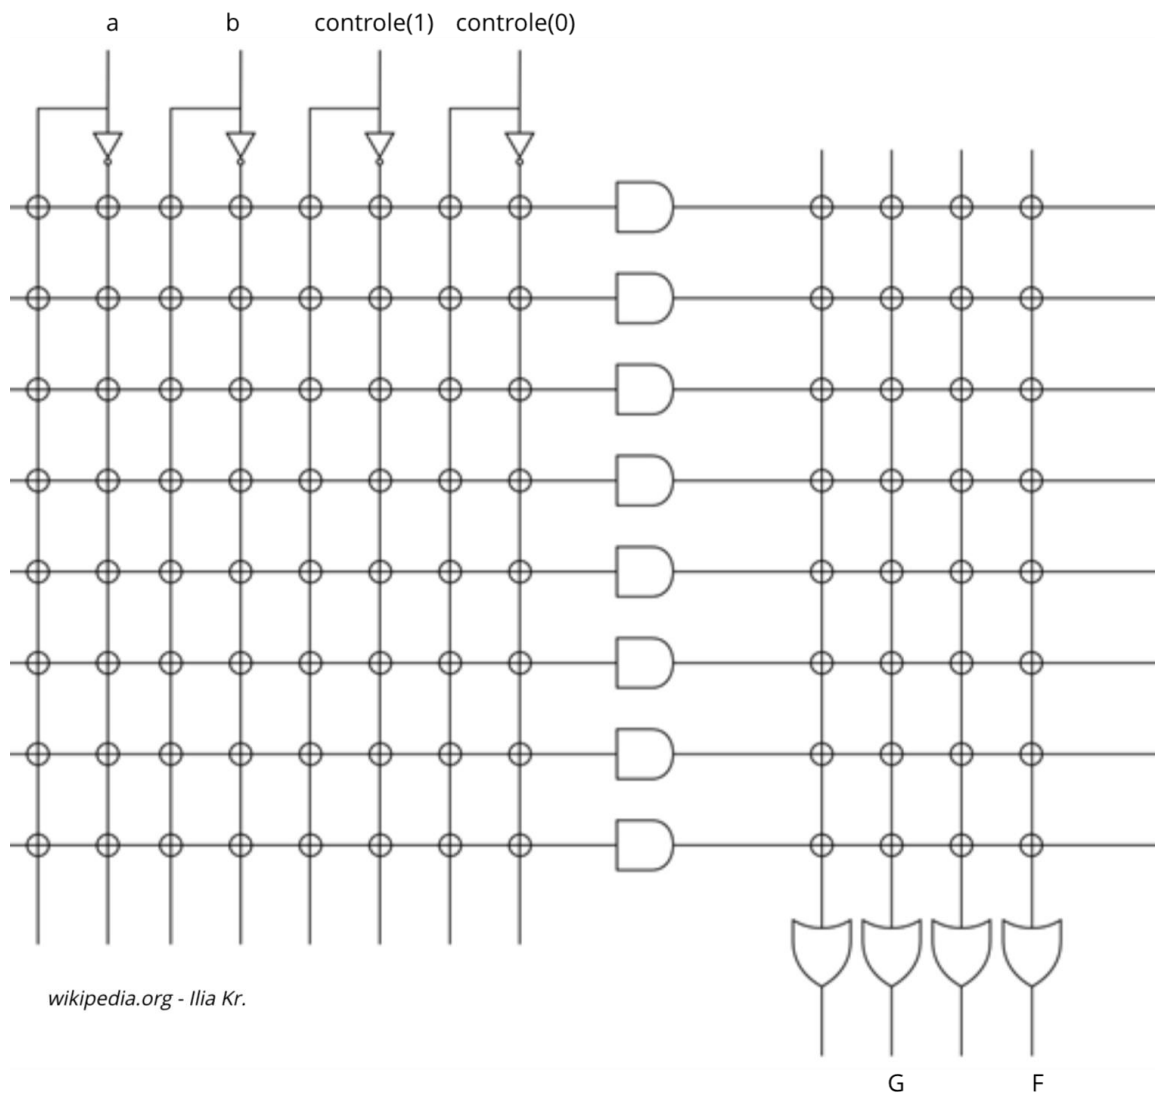 a b controle(1) controle(0)
wikipedia.org - Ilia Kr.
G F